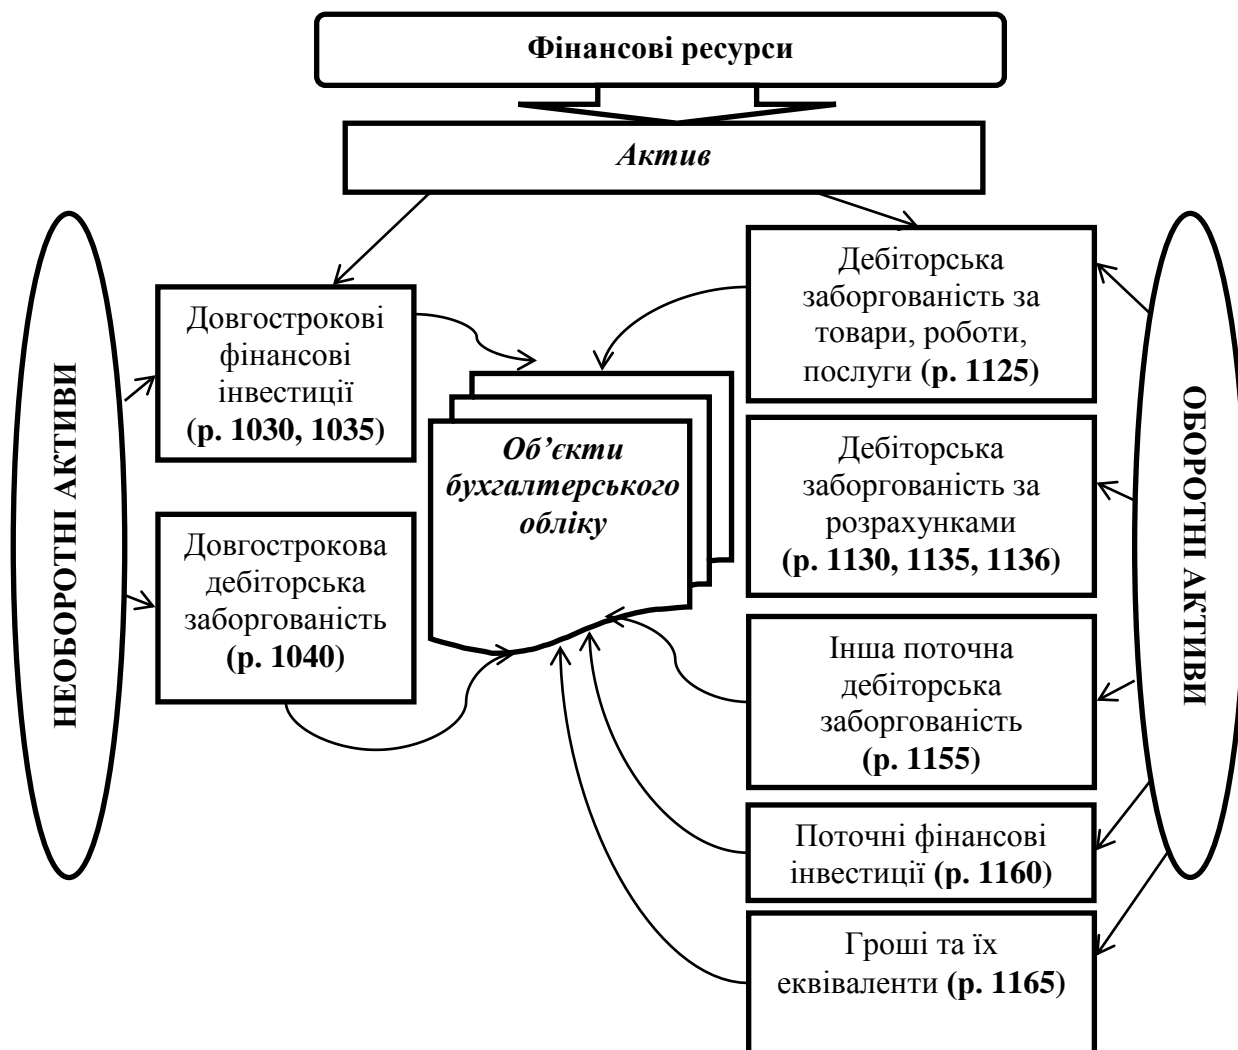 Фінансові ресурси
Актив
НЕОБОРОТНІ АКТИВИ
Довгострокові
фінансові
інвестиції
(р. 1030, 1035)
Довгострокова
дебіторська
заборгованість
(р. 1040)
Об’єкти
бухгалтерського
обліку
Дебіторська
заборгованість за
товари, роботи,
послуги (р. 1125)
Дебіторська
заборгованість за
розрахунками
(р. 1130, 1135, 1136)
Інша поточна
дебіторська
заборгованість
(р. 1155)
Поточні фінансові
інвестиції (р. 1160)
Гроші та їх
еквіваленти (р. 1165)
ОБОРОТНІ АКТИВИ